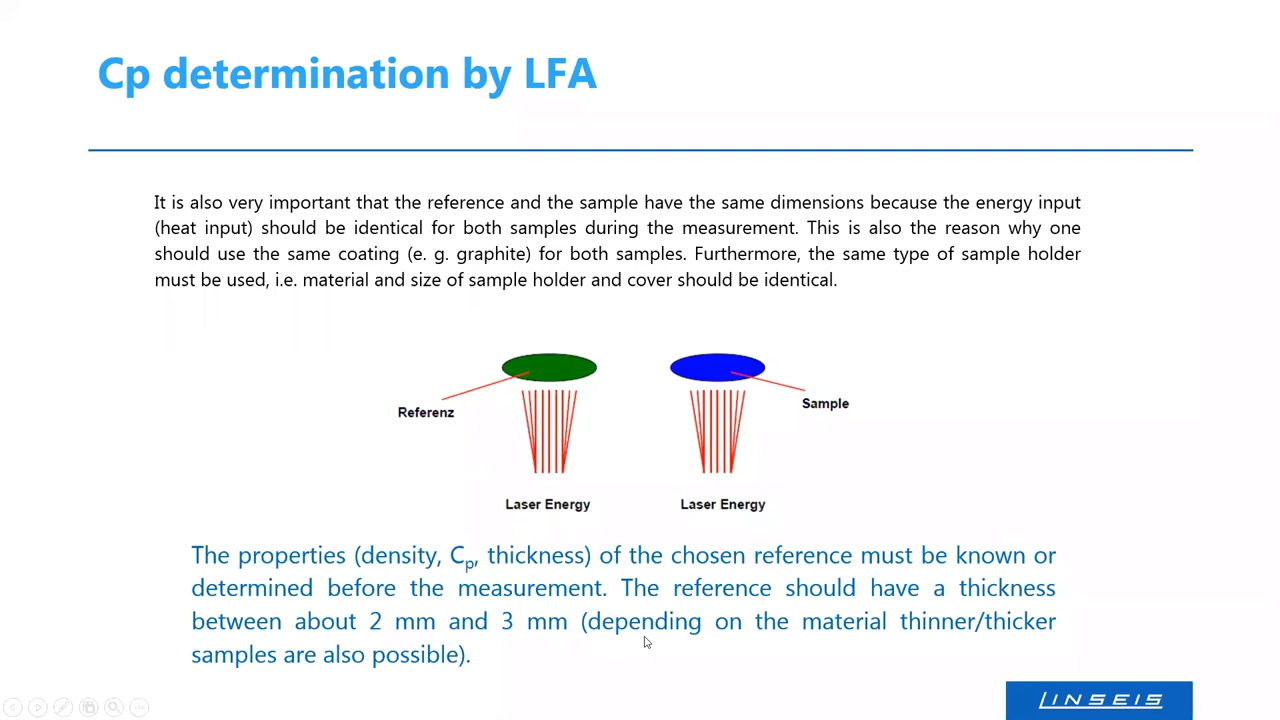 Cp determination by LFA
It is also very important that the reference and the sample have the same dimensions because the energy input
(heat input) should be identical for both samples during the measurement. This is also the reason why one
should use the same coating (e. g. graphite) for both samples. Furthermore, the same type of sample holder
must be used, i.e. material and size of sample holder and cover should be identical.
Referenz
Sample
Laser Energy
Laser Energy
The properties (density, Cp, thickness) of the chosen reference must be known or
determined before the measurement. The reference should have a thickness
between about 2 mm and 3 mm (depending on the material thinner/thicker
samples are also possible).
LINSEIS